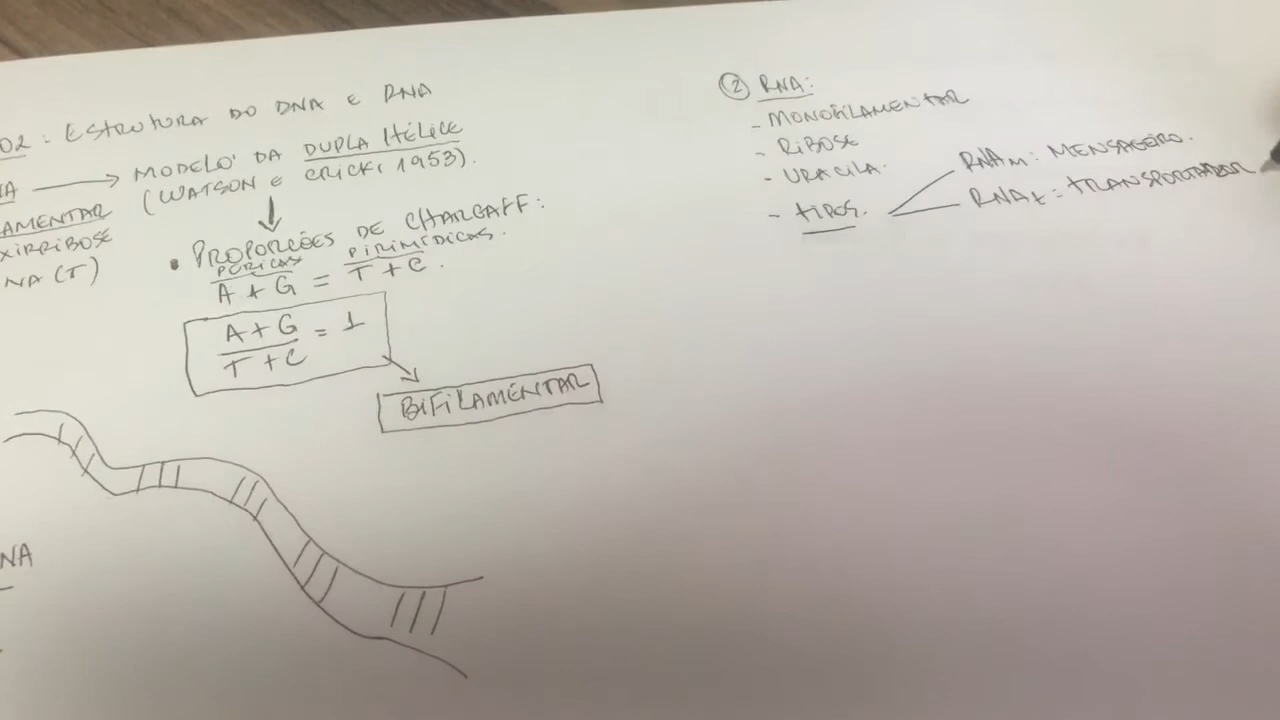 02: ESTRUTURA DO DNA E RNA
MODELO DA DUPLA HÉLICE
(WATSON E CRICK, 1953).
AMENTAR
XIRRIBOSE
NA (T)
• PROPORÇÕES DE CHARGAFF:
PÚRICAS PIRIMÍDICAS.
A + G = T + C.
A + G
T + C
= 1
BIFILAMENTAR
NA
② RNA:
- MONOFILAMENTAR
- RIBOSE
- URACILA.
- TIPOS.
RNAm: MENSAGEIRO.
RNAt: TRANSPORTADOR